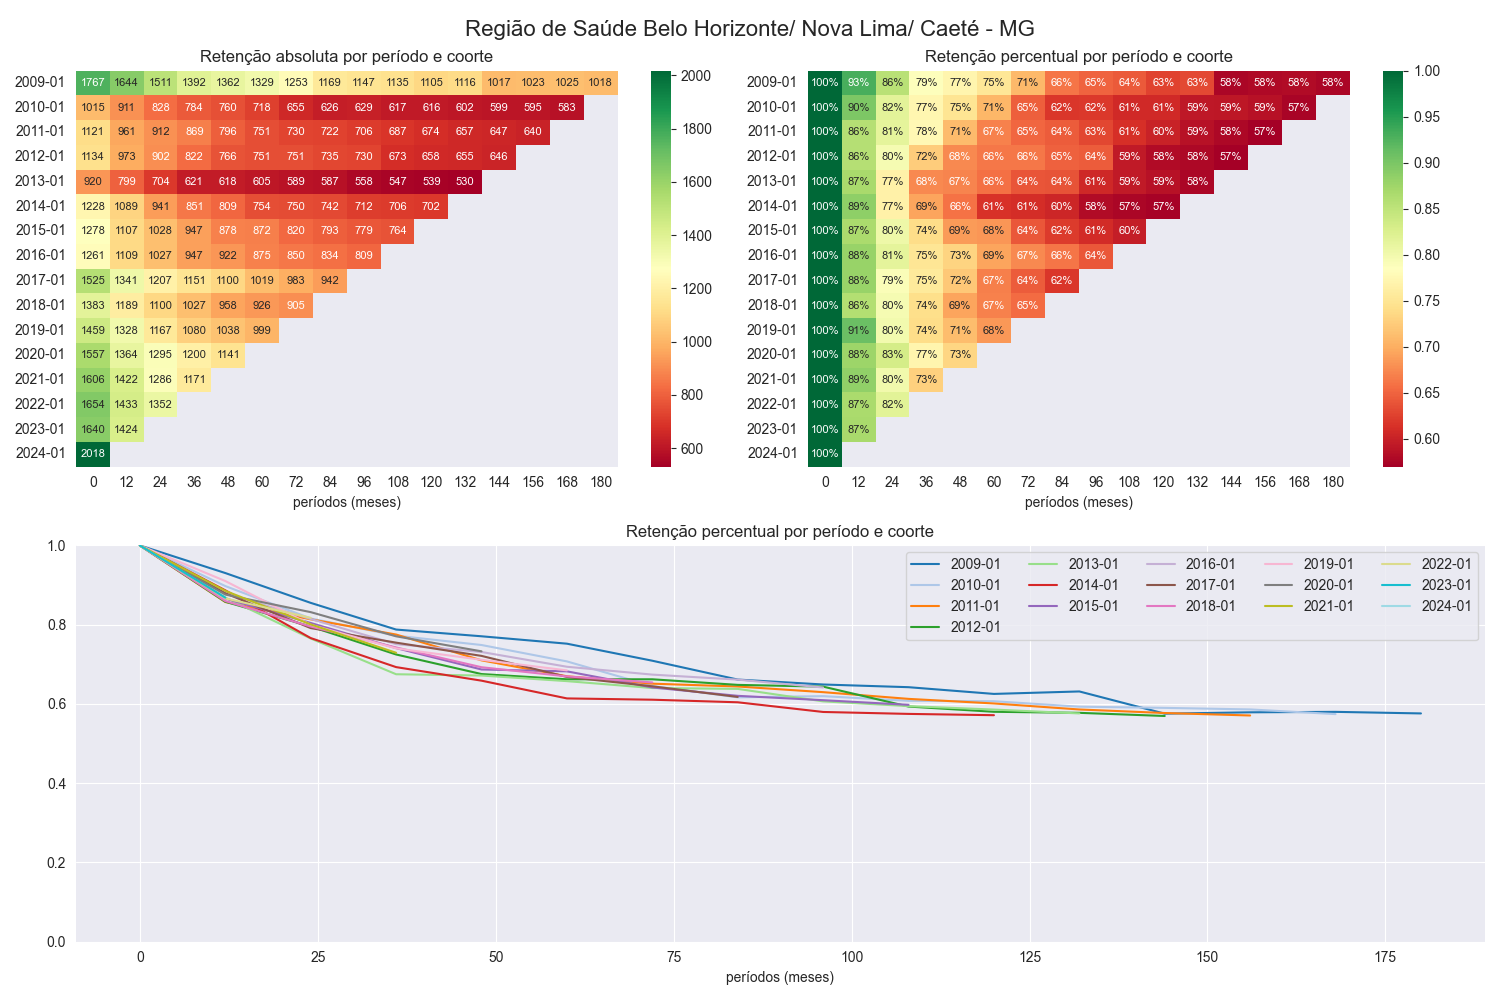 Região de Saúde Belo Horizonte/ Nova Lima/ Caeté - MG
Retenção absoluta por período e coorte
2009-01 1767 1644 1511 1392 1362 1329 1253 1169 1147 1135 1105 1116 1017 1023 1025 1018
2010-01 1015 911 828 784 760 718 655 626 629 617 616 602 599 595 583
2011-01 1121 961 912 869 796 751 730 722 706 687 674 657 647 640
2012-01 1134 973 902 822 766 751 751 735 730 673 658 655 646
2013-01 920 799 704 621 618 605 589 587 558 547 539 530
2014-01 1228 1089 941 851 809 754 750 742 712 706 702
2015-01 1278 1107 1028 947 878 872 820 793 779 764
2016-01 1261 1109 1027 947 922 875 850 834 809
2017-01 1525 1341 1207 1151 1100 1019 983 942
2018-01 1383 1189 1100 1027 958 926 905
2019-01 1459 1328 1167 1080 1038 999
2020-01 1557 1364 1295 1200 1141
2021-01 1606 1422 1286 1171
2022-01 1654 1433 1352
2023-01 1640 1424
2024-01 2018
0 12 24 36 48 60 72 84 96 108 120 132 144 156 168 180
períodos (meses)
2000
1800
1600
1400
1200
1000
800
600
Retenção percentual por período e coorte
2009-01 100% 93% 86% 79% 77% 75% 71% 66% 65% 64% 63% 63% 58% 58% 58% 58%
2010-01 100% 90% 82% 77% 75% 71% 65% 62% 62% 61% 61% 59% 59% 59% 57%
2011-01 100% 86% 81% 78% 71% 67% 65% 64% 63% 61% 60% 59% 58% 57%
2012-01 100% 86% 80% 72% 68% 66% 66% 65% 64% 59% 58% 58% 57%
2013-01 100% 87% 77% 68% 67% 66% 64% 64% 61% 59% 59% 58%
2014-01 100% 89% 77% 69% 66% 61% 61% 60% 58% 57% 57%
2015-01 100% 87% 80% 74% 69% 68% 64% 62% 61% 60%
2016-01 100% 88% 81% 75% 73% 69% 67% 66% 64%
2017-01 100% 88% 79% 75% 72% 67% 64% 62%
2018-01 100% 86% 80% 74% 69% 67% 65%
2019-01 100% 91% 80% 74% 71% 68%
2020-01 100% 88% 83% 77% 73%
2021-01 100% 89% 80% 73%
2022-01 100% 87% 82%
2023-01 100% 87%
2024-01 100%
0 12 24 36 48 60 72 84 96 108 120 132 144 156 168 180
períodos (meses)
1.00
0.95
0.90
0.85
0.80
0.75
0.70
0.65
0.60
Retenção percentual por período e coorte
1.0
0.8
0.6
0.4
0.2
0.0
2009-01 2013-01 2016-01 2019-01 2022-01
2010-01 2014-01 2017-01 2020-01 2023-01
2011-01 2015-01 2018-01 2021-01 2024-01
2012-01
0 25 50 75 100 125 150 175
períodos (meses)